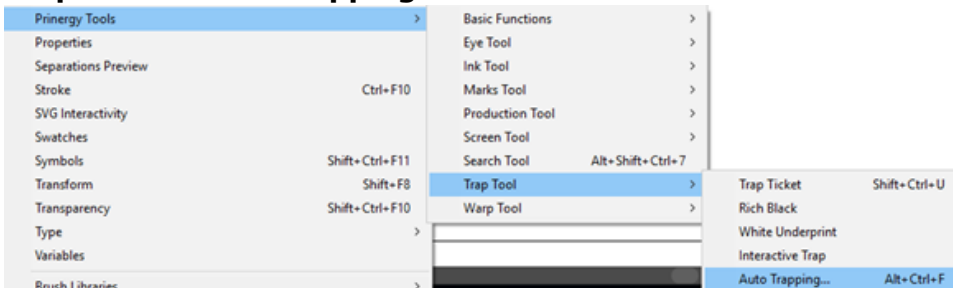 Prinergy Tools >
Properties
Separations Preview
Stroke Ctrl+F10
SVG Interactivity
Swatches
Symbols Shift+Ctrl+F11
Transform Shift+F8
Transparency Shift+Ctrl+F10
Type >
Variables
Brush Libraries >
Basic Functions >
Eye Tool >
Ink Tool >
Marks Tool >
Production Tool >
Screen Tool >
Search Tool Alt+Shift+Ctrl+7
Trap Tool >
Warp Tool >
Trap Ticket Shift+Ctrl+U
Rich Black
White Underprint
Interactive Trap
Auto Trapping... Alt+Ctrl+F